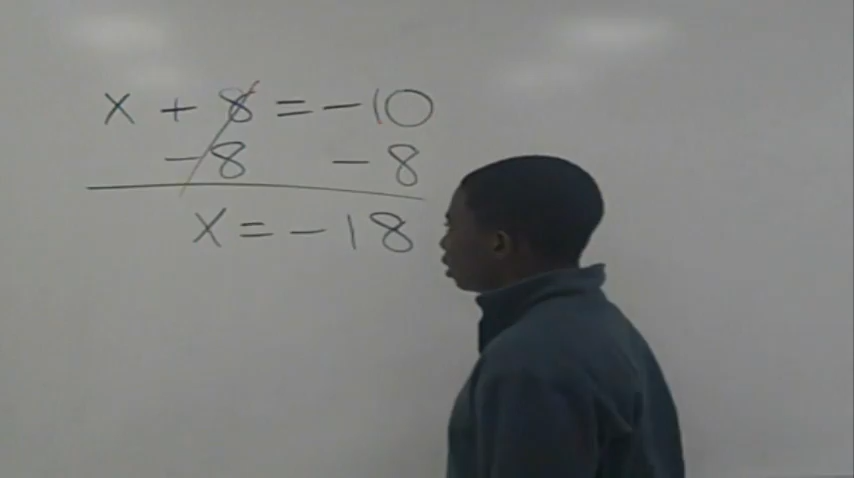 x + 8 = -10
-8 -8
x = -18